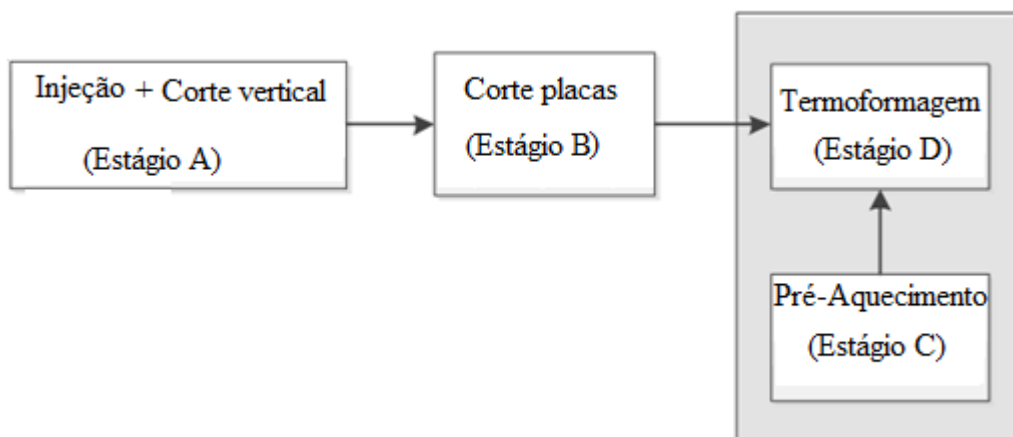 Injeção + Corte vertical
(Estágio A)
Corte placas
(Estágio B)
Termoformagem
(Estágio D)
Pré-Aquecimento
(Estágio C)